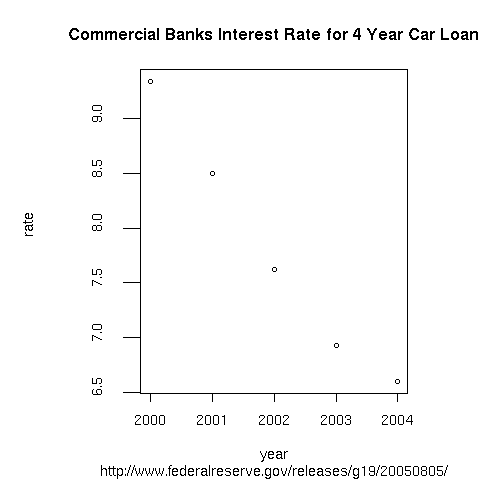 Commercial Banks Interest Rate for 4 Year Car Loan
rate
9.0
8.5
8.0
7.5
7.0
6.5
2000 2001 2002 2003 2004
year
http://www.federalreserve.gov/releases/g19/20050805/